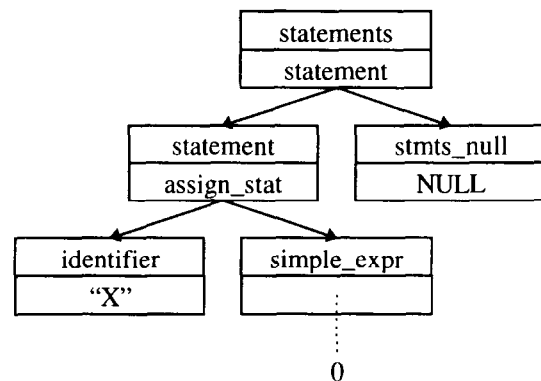 statements
statement
statement
stmts_null
assign_stat
NULL
identifier
simple_expr
“X”
0